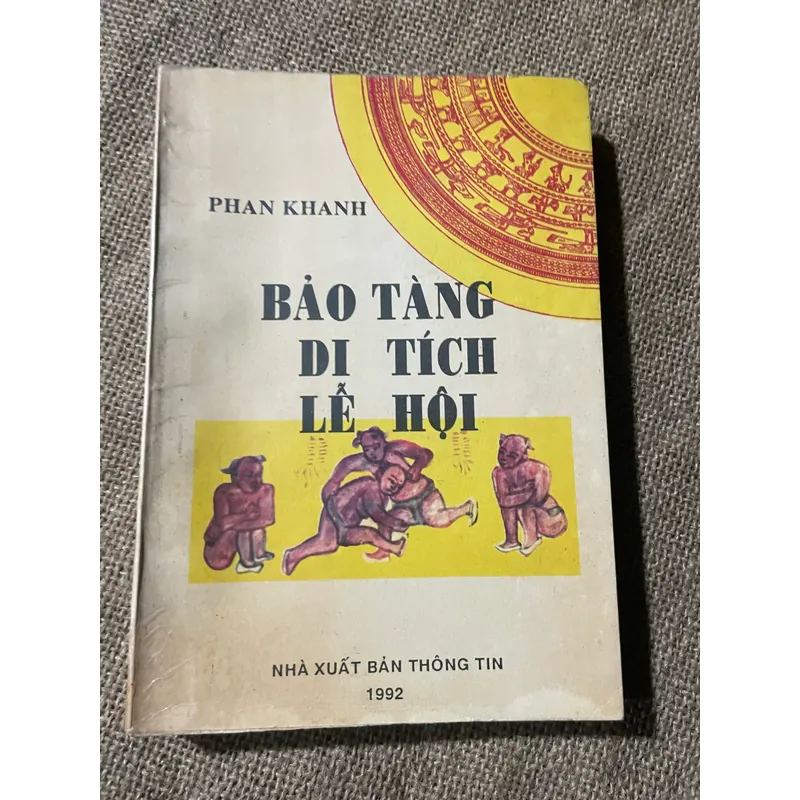 PHAN KHANH
BẢO TÀNG
DI TÍCH
LỄ HỘI
NHÀ XUẤT BẢN THÔNG TIN
1992